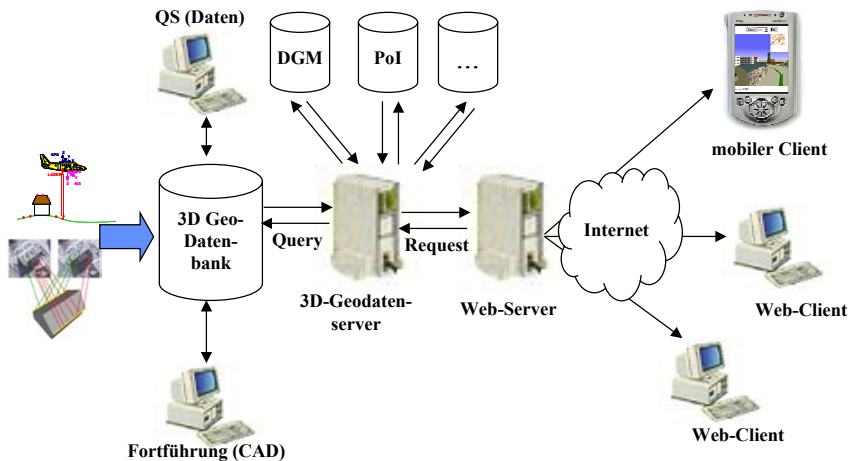 QS (Daten)
DGM
PoI
...
mobiler Client
3D Geo-
Daten-
bank
Query
Request
Internet
3D-Geodaten-
server
Web-Server
Web-Client
Fortführung (CAD)
Web-Client